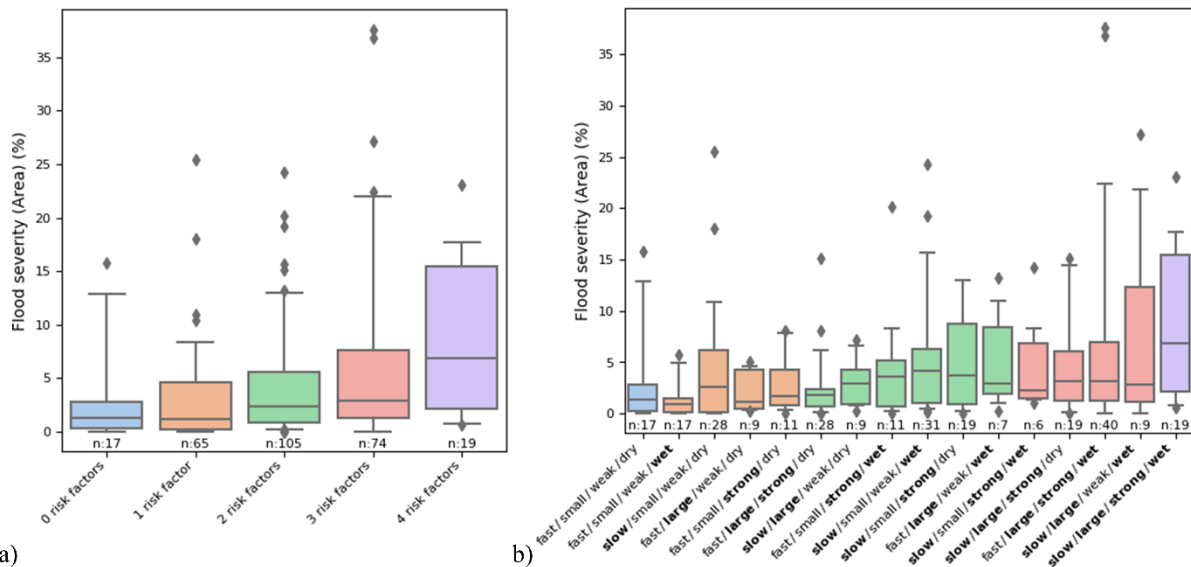 35
30
25
20
15
10
5
0
Flood severity (Area) (%)
n:17
n:65
n:105
n:74
n:19
0 risk factors
1 risk factor
2 risk factors
3 risk factors
4 risk factors
a)
35
30
25
20
15
10
5
0
Flood severity (Area) (%)
n:17
n:17
n:28
n:9
n:11
n:28
n:9
n:11
n:31
n:19
n:7
n:6
n:19
n:40
n:9
n:19
fast/small/weak/dry
fast/small/weak/wet
slow/small/weak/dry
fast/large/weak/dry
fast/small/strong/dry
fast/large/strong/dry
slow/large/weak/dry
fast/small/strong/wet
slow/small/weak/wet
slow/small/strong/dry
fast/large/weak/wet
slow/small/strong/wet
slow/large/strong/dry
fast/large/strong/wet
slow/large/weak/wet
slow/large/strong/wet
b)